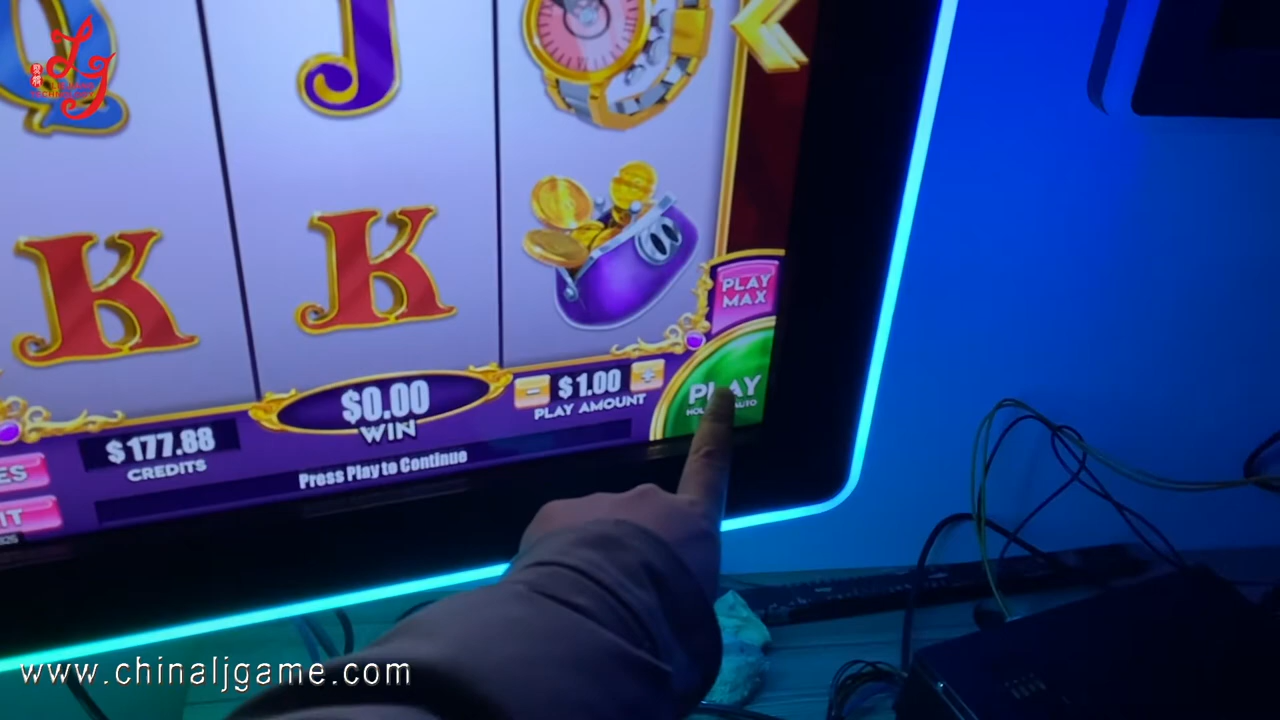 Q
J
K
K
PLAY
MAX
$1.00
PLAY AMOUNT
PLAY
$0.00
WIN
$177.88
CREDITS
Press Play to Continue
www.chinaljgame.com